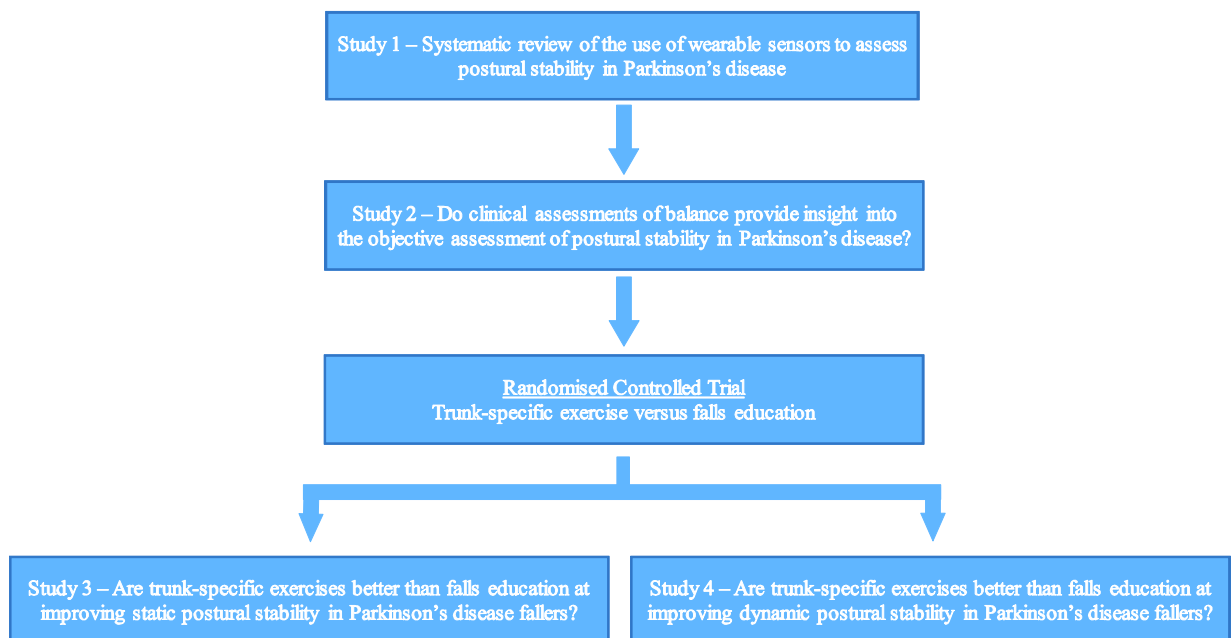 Study 1 – Systematic review of the use of wearable sensors to assess
postural stability in Parkinson’s disease
Study 2 – Do clinical assessments of balance provide insight into
the objective assessment of postural stability in Parkinson’s disease?
Randomised Controlled Trial
Trunk-specific exercise versus falls education
Study 3 – Are trunk-specific exercises better than falls education at
improving static postural stability in Parkinson’s disease fallers?
Study 4 – Are trunk-specific exercises better than falls education at
improving dynamic postural stability in Parkinson’s disease fallers?